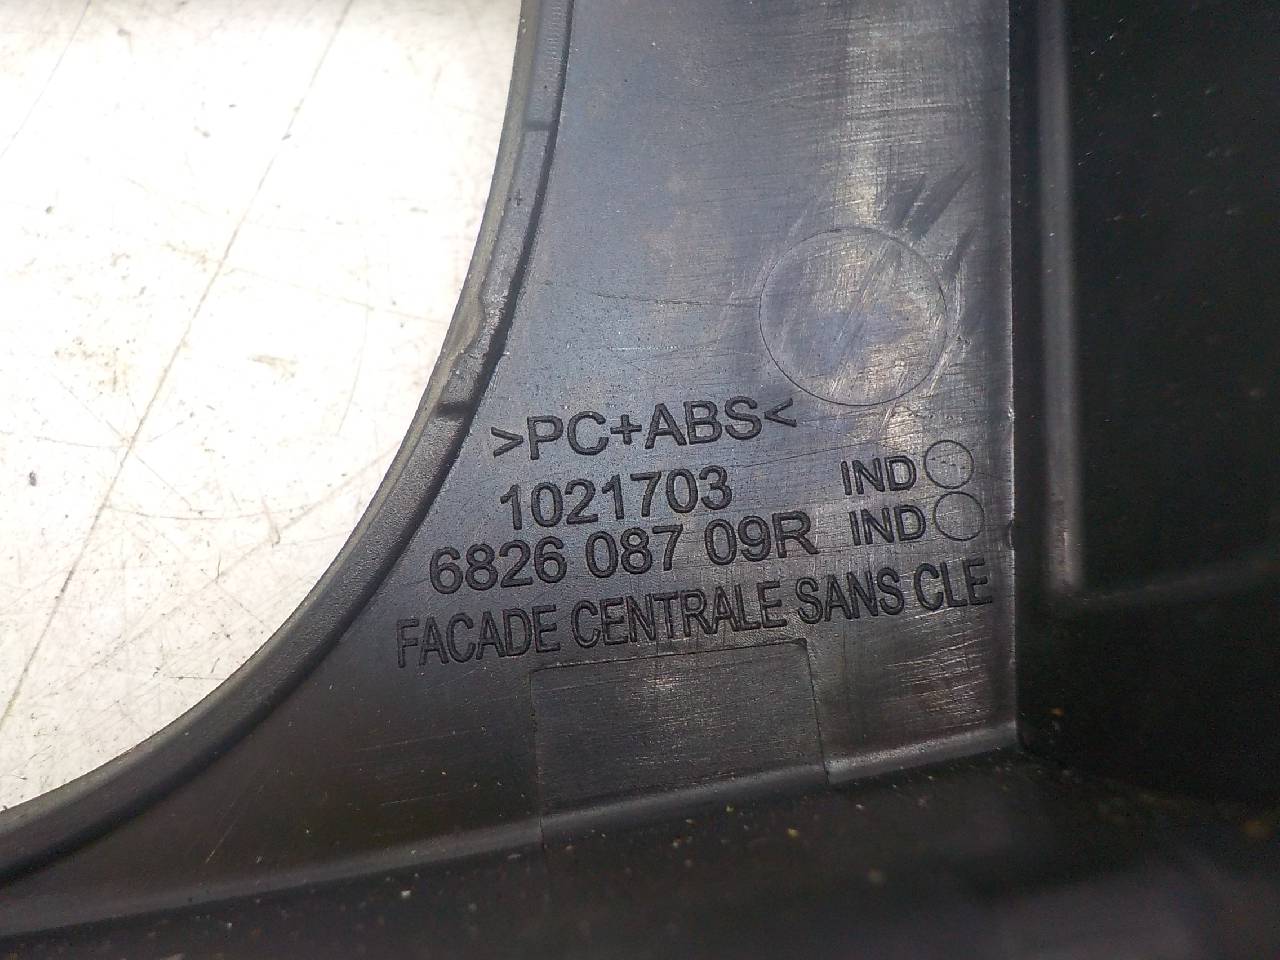 >PC+ABS<
1021703 IND
6826 087 09R IND
FACADE CENTRALE SANS CLE